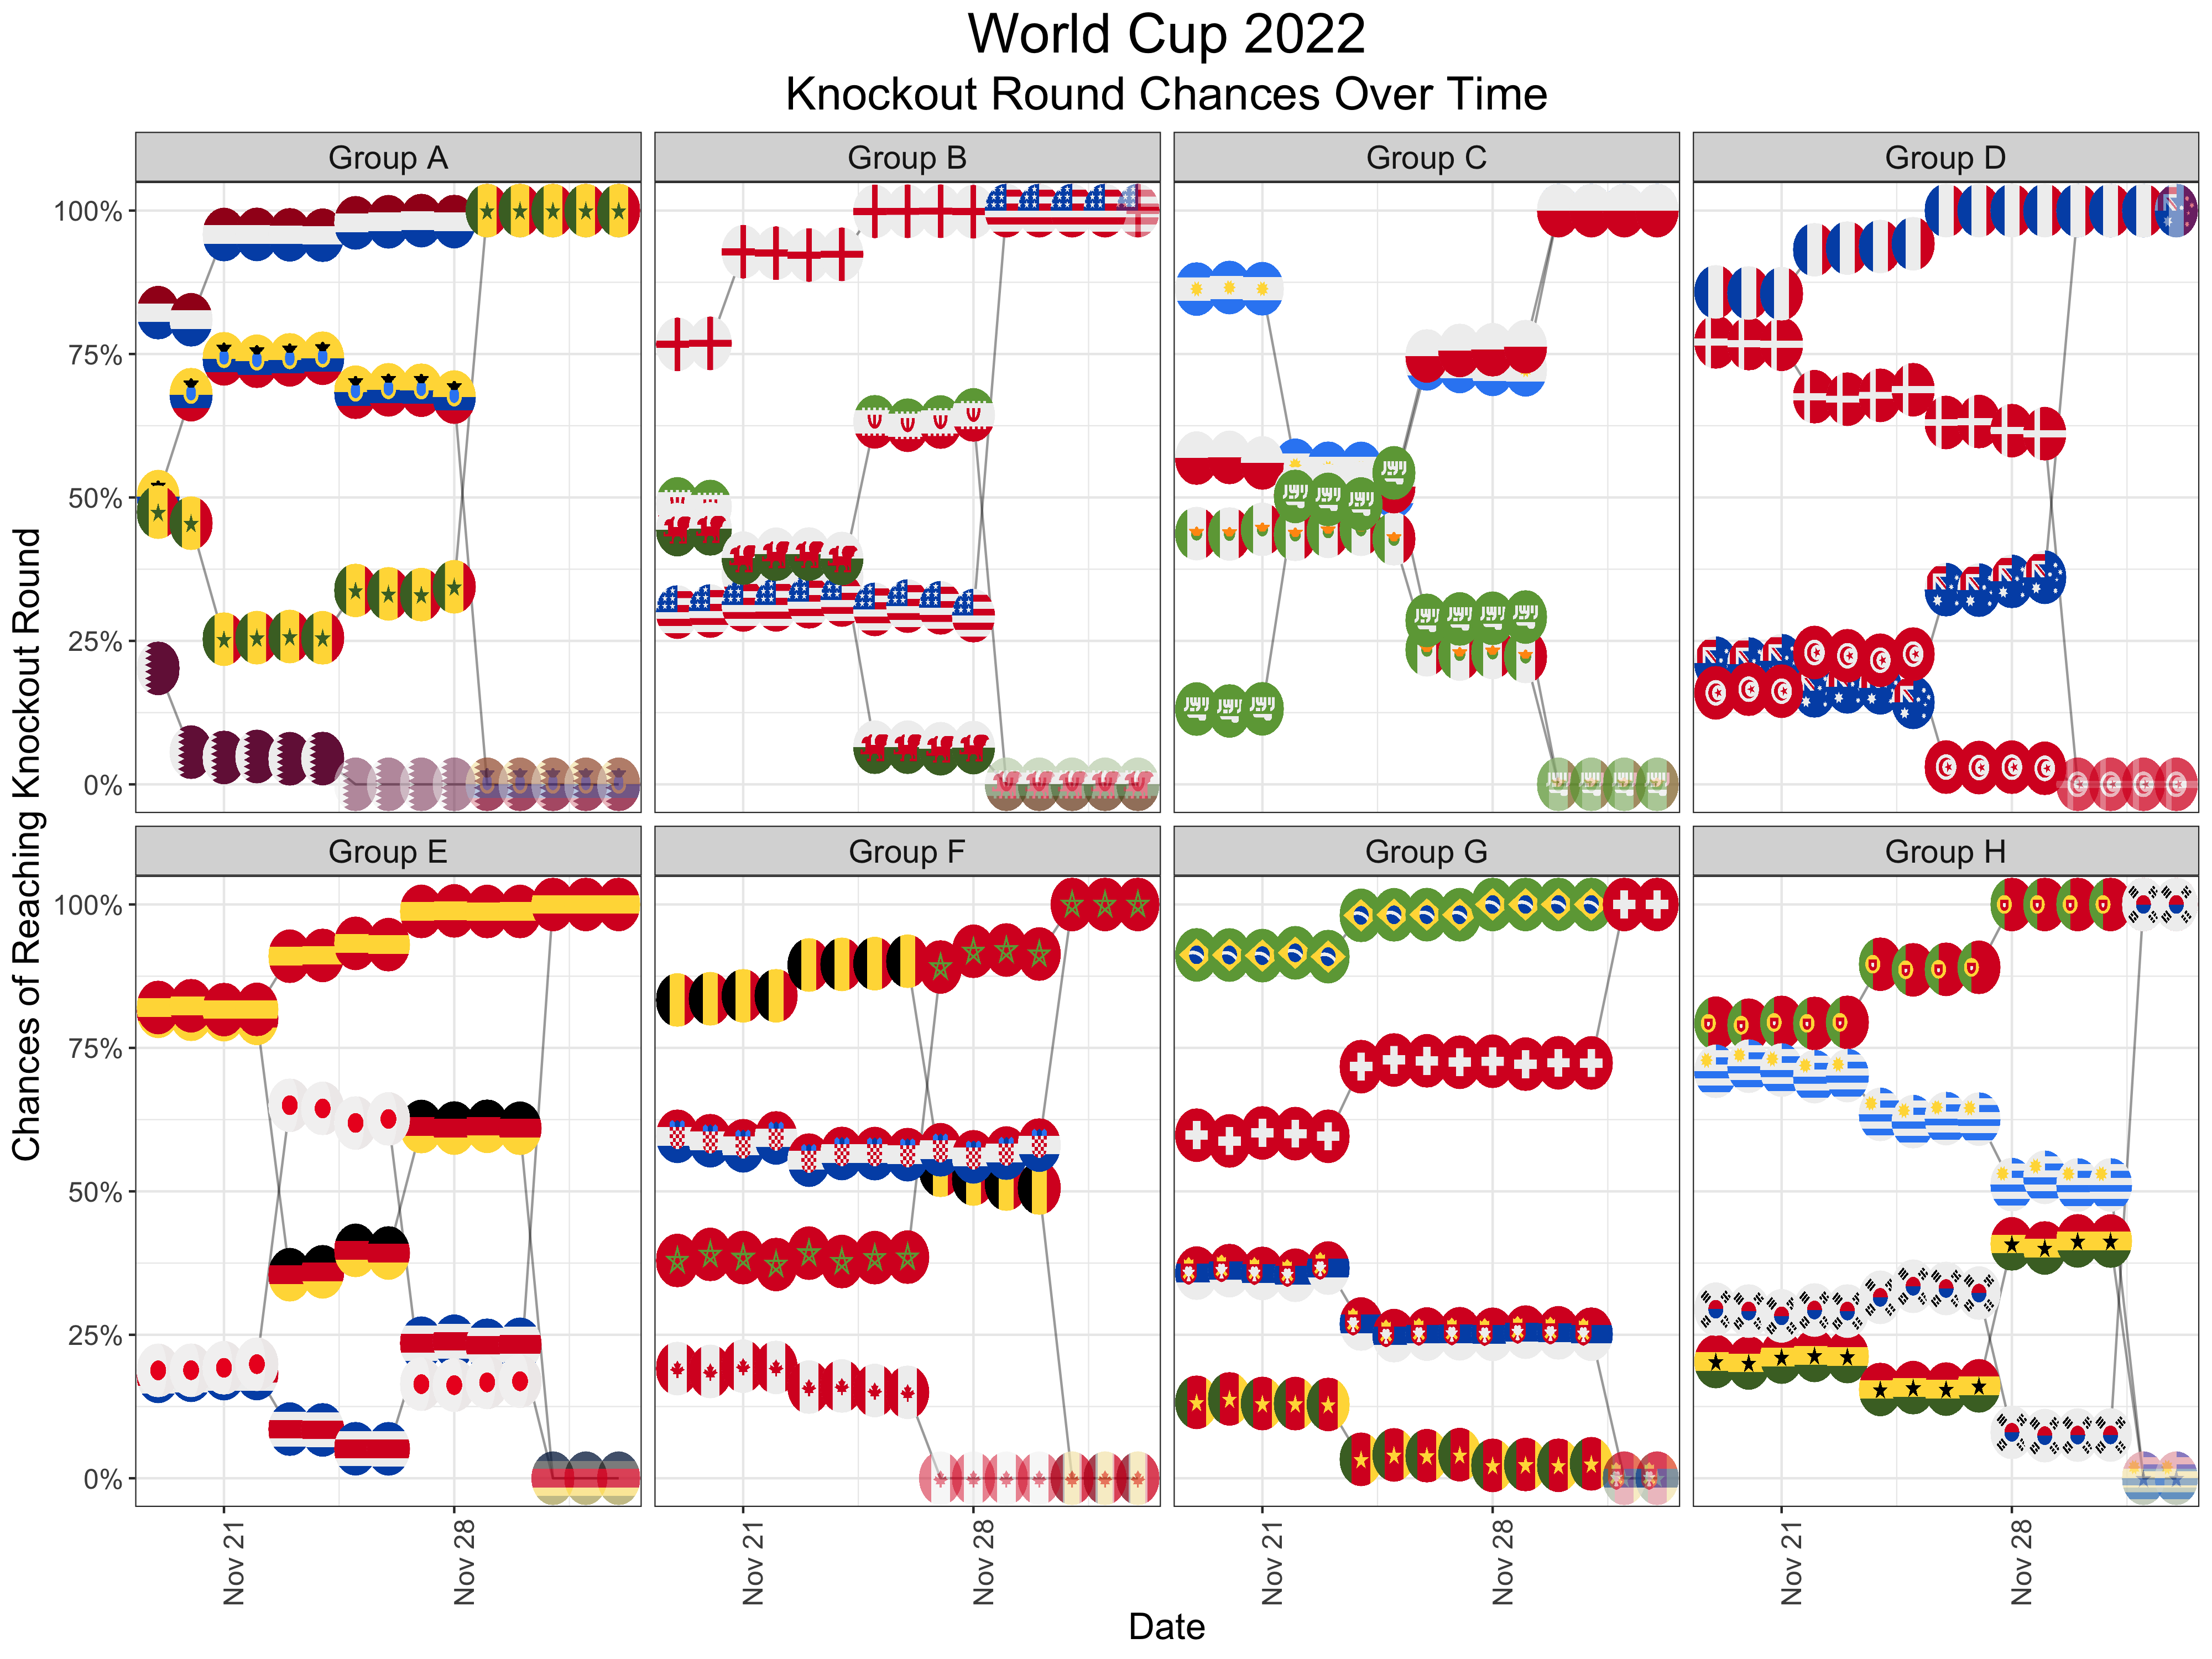 World Cup 2022
Knockout Round Chances Over Time
Group A
Group B
Group C
Group D
100%
75%
50%
25%
0%
Group E
Group F
Group G
Group H
100%
75%
50%
25%
0%
Chances of Reaching Knockout Round
Nov 21
Nov 28
Nov 21
Nov 28
Nov 21
Nov 28
Nov 21
Nov 28
Date